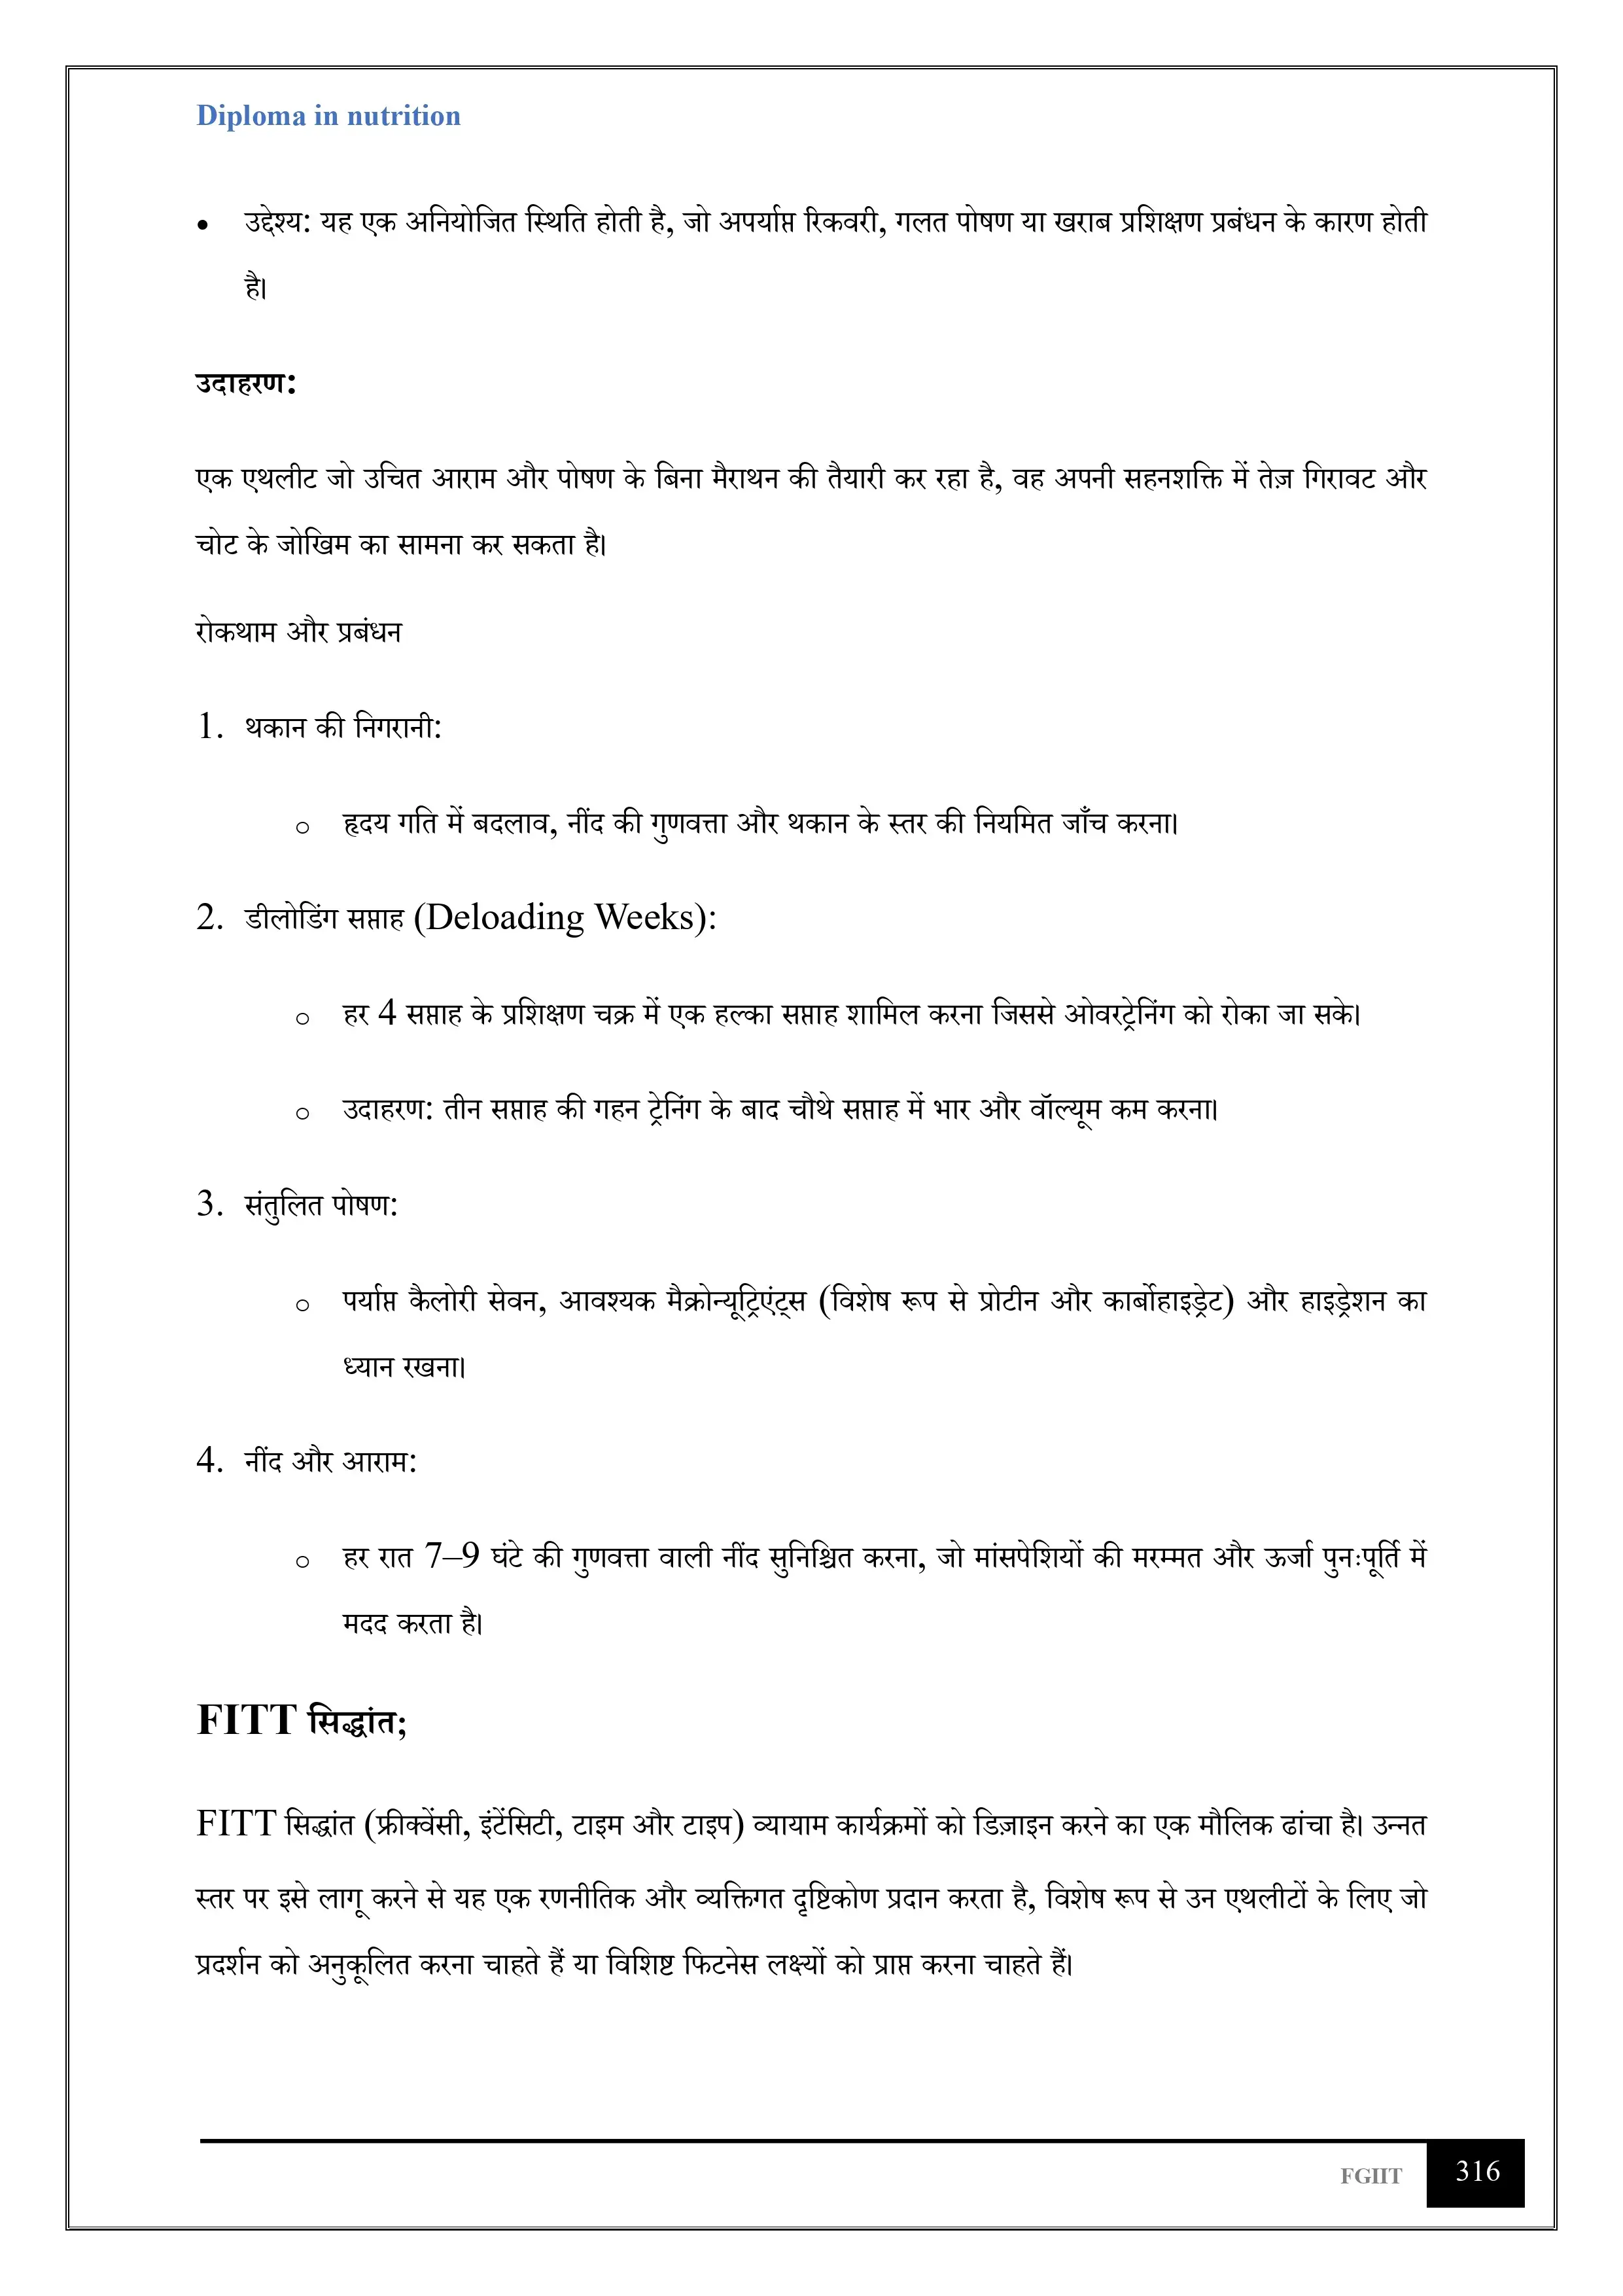 Diploma in nutrition
• उद्देश्य: यह एक अनियोजित स्थिति होती है, जो अपर्याप्त रिकवरी, गलत पोषण या खराब प्रशिक्षण प्रबंधन के कारण होती
है।
उदाहरण:
एक एथलीट जो उचित आराम और पोषण के बिना मैराथन की तैयारी कर रहा है, वह अपनी सहनशक्ति में तेज़ गिरावट और
चोट के जोखिम का सामना कर सकता है।
रोकथाम और प्रबंधन
1. थकान की निगरानी:
o हृदय गति में बदलाव, नींद की गुणवत्ता और थकान के स्तर की नियमित जाँच करना।
2. डीलोडिंग सप्ताह (Deloading Weeks):
o हर 4 सप्ताह के प्रशिक्षण चक्र में एक हल्का सप्ताह शामिल करना जिससे ओवरट्रेनिंग को रोका जा सके।
o उदाहरण: तीन सप्ताह की गहन ट्रेनिंग के बाद चौथे सप्ताह में भार और वॉल्यूम कम करना।
3. संतुलित पोषण:
o पर्याप्त कैलोरी सेवन, आवश्यक मैक्रोन्यूट्रिएंट्स (विशेष रूप से प्रोटीन और कार्बोहाइड्रेट) और हाइड्रेशन का
ध्यान रखना।
4. नींद और आराम:
o हर रात 7–9 घंटे की गुणवत्ता वाली नींद सुनिश्चित करना, जो मांसपेशियों की मरम्मत और ऊर्जा पुनःपूर्ति में
मदद करता है।
FITT सिद्धांत;
FITT सिद्धांत (फ्रीक्वेंसी, इंटेंसिटी, टाइम और टाइप) व्यायाम कार्यक्रमों को डिज़ाइन करने का एक मौलिक ढांचा है। उन्नत
स्तर पर इसे लागू करने से यह एक रणनीतिक और व्यक्तिगत दृष्टिकोण प्रदान करता है, विशेष रूप से उन एथलीटों के लिए जो
प्रदर्शन को अनुकूलित करना चाहते हैं या विशिष्ट फिटनेस लक्ष्यों को प्राप्त करना चाहते हैं।
FGIIT 316